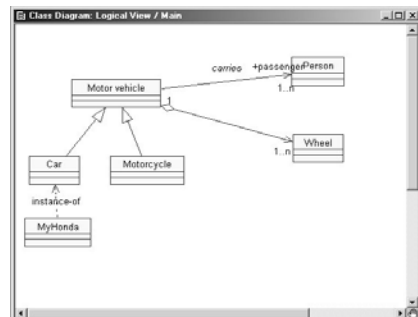 Class Diagram: Logical View / Main
carries
+passenger
Person
1..n
Motor vehicle
1
Wheel
1..n
Car
Motorcycle
instance-of
MyHonda